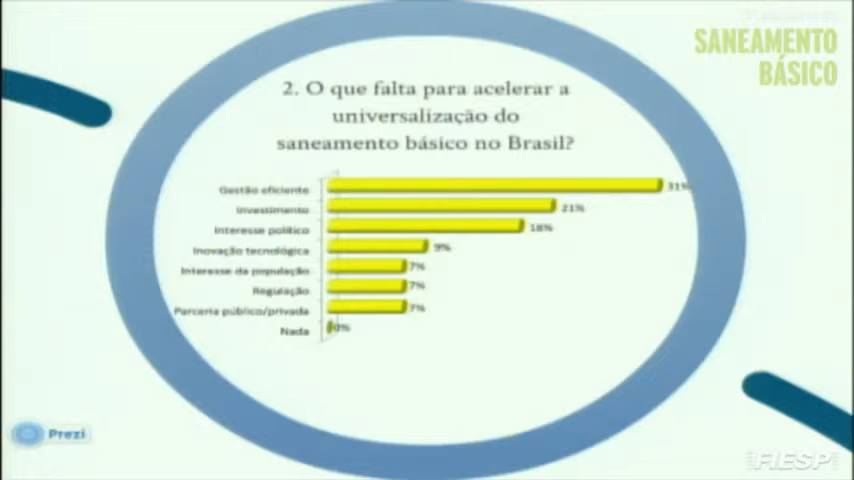 SANEAMENTO
BÁSICO
2. O que falta para acelerar a
universalização do
saneamento básico no Brasil?
Gestão eficiente 31%
Investimento 21%
Interesse político 18%
Inovação tecnológica 9%
Interesse da população 7%
Regulação 7%
Parceria público/privada 7%
Nada 0%
Prezi
FIESP